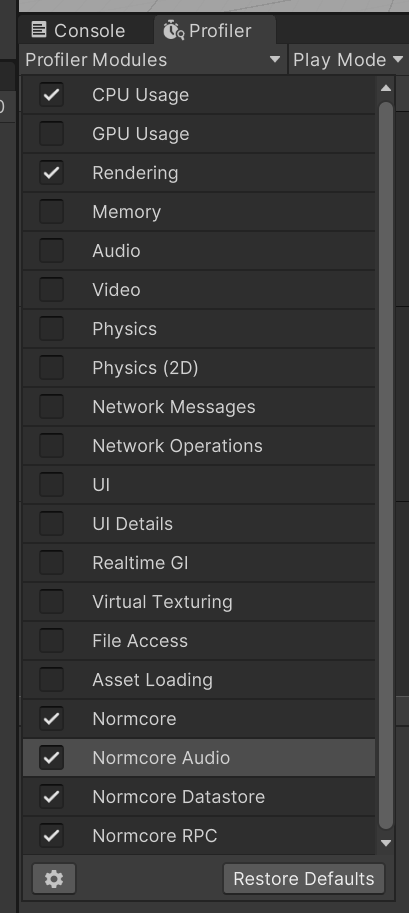 Console
Profiler
Profiler Modules
Play Mode
CPU Usage
GPU Usage
Rendering
Memory
Audio
Video
Physics
Physics (2D)
Network Messages
Network Operations
UI
UI Details
Realtime GI
Virtual Texturing
File Access
Asset Loading
Normcore
Normcore Audio
Normcore Datastore
Normcore RPC
Restore Defaults